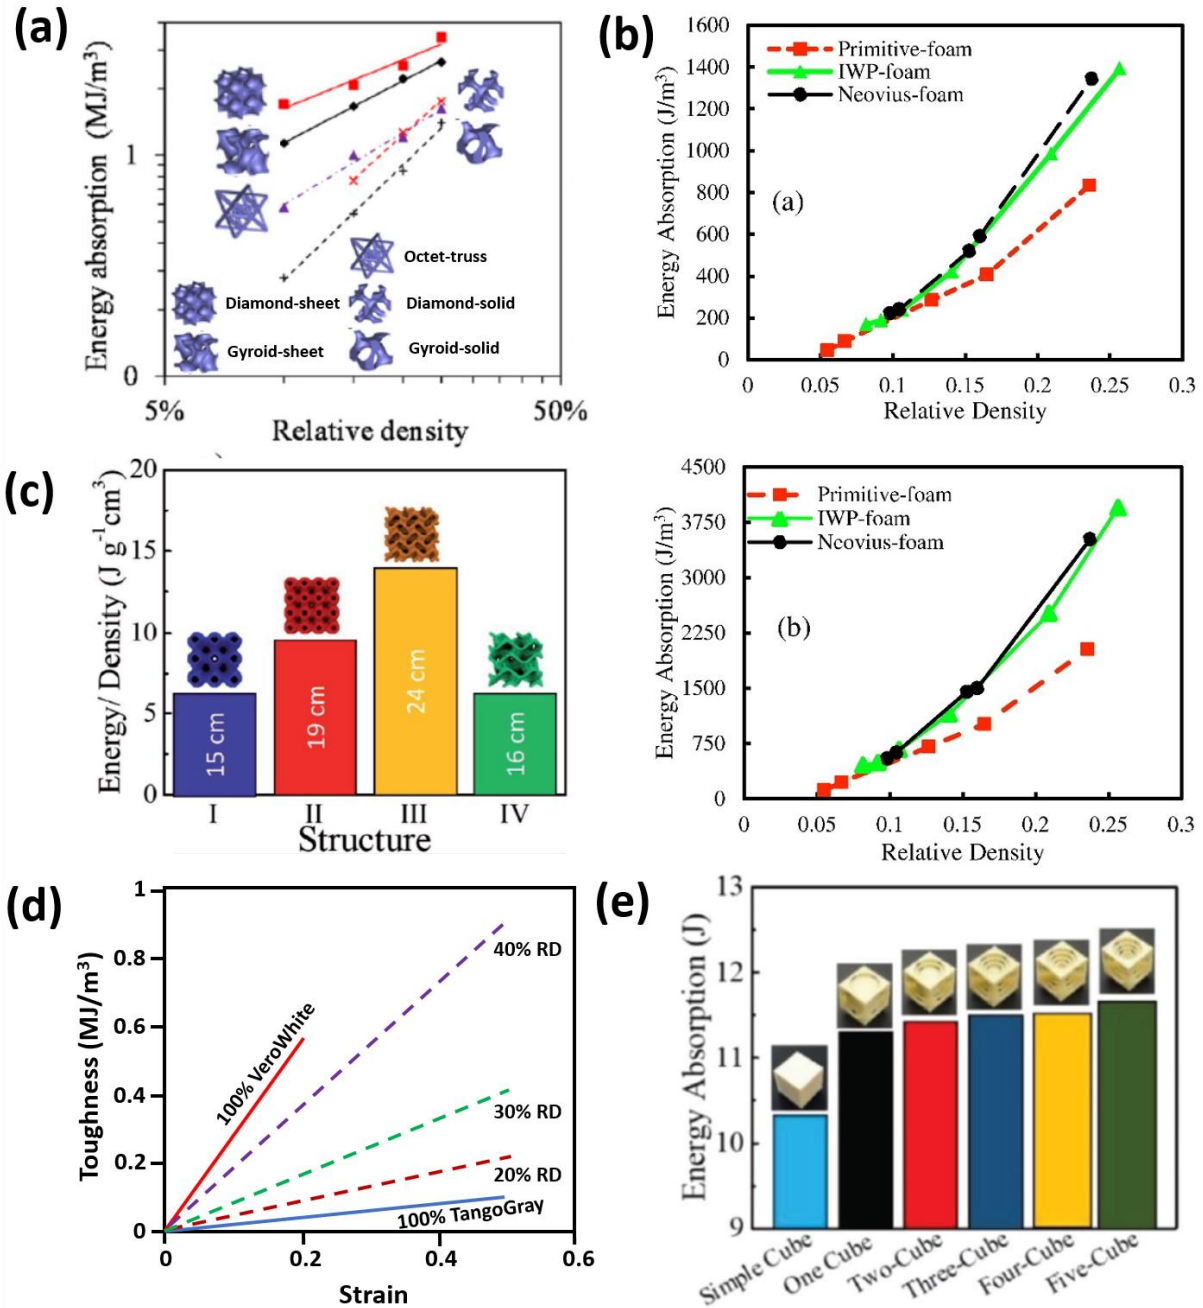 (a)
Energy absorption (MJ/m³)
1
0
5%
50%
Relative density
Octet-truss
Diamond-sheet
Diamond-solid
Gyroid-sheet
Gyroid-solid
(b)
Energy Absorption (J/m³)
1600
1400
1200
1000
800
600
400
200
0
Primitive-foam
IWP-foam
Neovius-foam
(a)
0 0.05 0.1 0.15 0.2 0.25 0.3
Relative Density
(c)
Energy/ Density (J g⁻¹cm³)
20
15
10
5
0
15 cm
19 cm
24 cm
16 cm
I II III IV
Structure
Energy Absorption (J/m³)
4500
3750
3000
2250
1500
750
0
Primitive-foam
IWP-foam
Neovius-foam
(b)
0 0.05 0.1 0.15 0.2 0.25 0.3
Relative Density
(d)
Toughness (MJ/m³)
1
0.8
0.6
0.4
0.2
0
100% VeroWhite
40% RD
30% RD
20% RD
100% TangoGray
0 0.2 0.4 0.6
Strain
(e)
Energy Absorption (J)
13
12
11
10
9
Simple Cube
One Cube
Two-Cube
Three-Cube
Four-Cube
Five-Cube